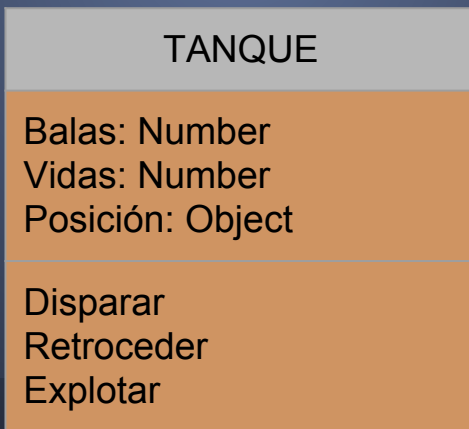 TANQUE
Balas: Number
Vidas: Number
Posición: Object
Disparar
Retroceder
Explotar